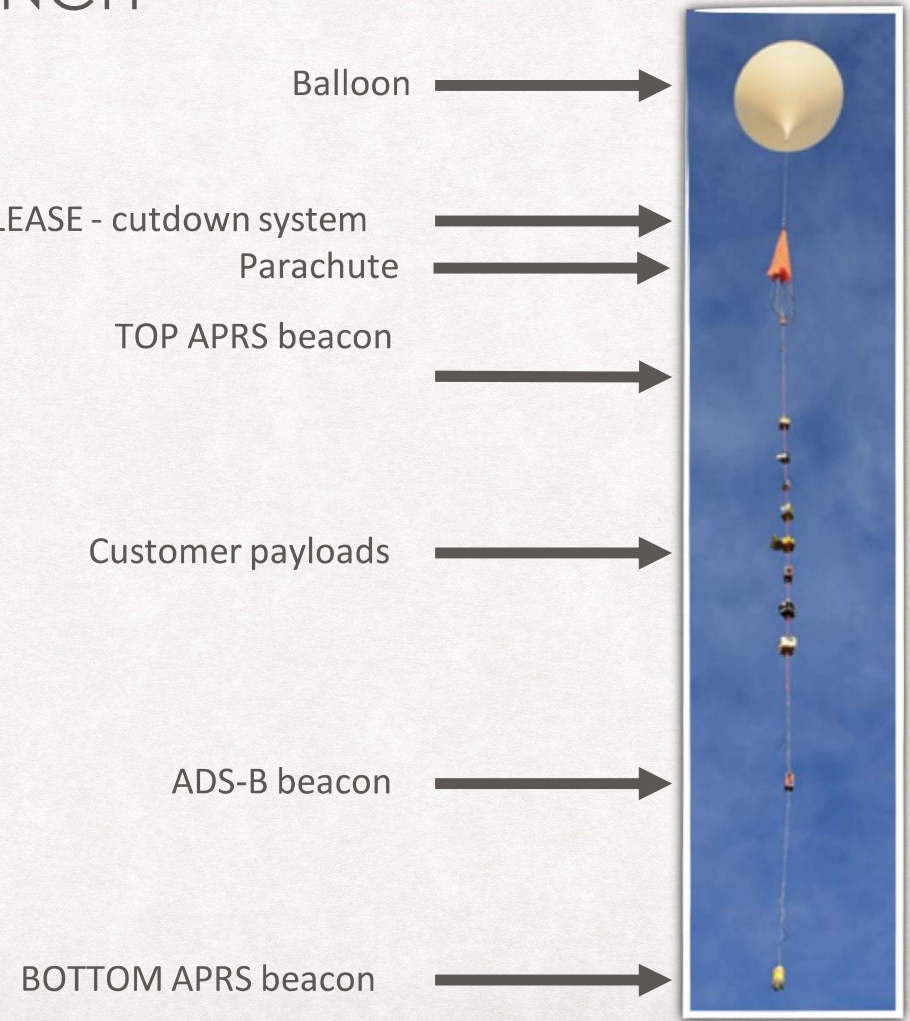 Balloon
- cutdown system
Parachute
TOP APRS beacon
Customer payloads
ADS-B beacon
BOTTOM APRS beacon